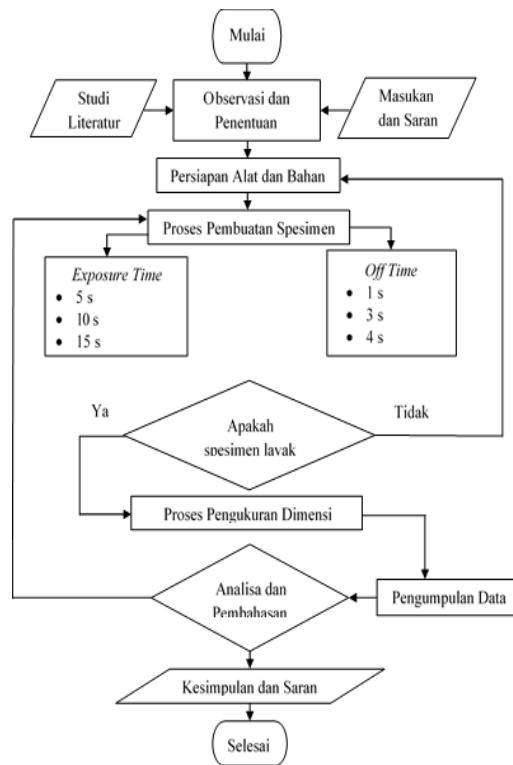 Mulai
Studi
Literatur
Observasi dan
Penentuan
Masukan
dan Saran
Persiapan Alat dan Bahan
Proses Pembuatan Spesimen
Exposure Time
• 5 s
• 10 s
• 15 s
Off Time
• 1 s
• 3 s
• 4 s
Ya
Apakah
spesimen layak
Tidak
Proses Pengukuran Dimensi
Analisa dan
Pembahasan
Pengumpulan Data
Kesimpulan dan Saran
Selesai